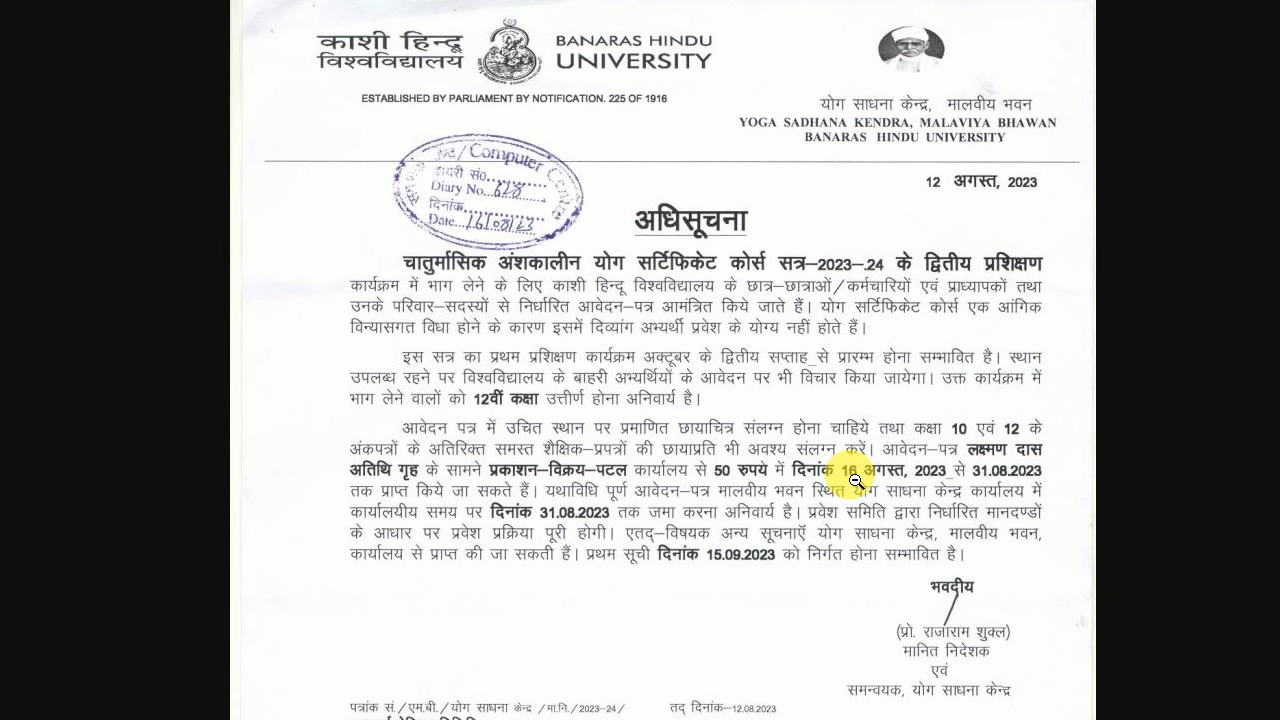 काशी हिन्दू
विश्वविद्यालय
BANARAS HINDU
UNIVERSITY
ESTABLISHED BY PARLIAMENT BY NOTIFICATION. 225 OF 1916
योग साधना केन्द्र, मालवीय भवन
YOGA SADHANA KENDRA, MALAVIYA BHAWAN
BANARAS HINDU UNIVERSITY
/Computer Centre
डायरी सं०
Diary No...628
दिनांक
Date...16/08/23
12 अगस्त, 2023
अधिसूचना
चातुर्मासिक अंशकालीन योग सर्टिफिकेट कोर्स सत्र–2023–.24 के द्वितीय प्रशिक्षण
कार्यक्रम में भाग लेने के लिए काशी हिन्दू विश्वविद्यालय के छात्र–छात्राओं/कर्मचारियों एवं प्राध्यापकों तथा
उनके परिवार–सदस्यों से निर्धारित आवेदन–पत्र आमंत्रित किये जाते हैं। योग सर्टिफिकेट कोर्स एक आंगिक
विन्यासगत विधा होने के कारण इसमें दिव्यांग अभ्यर्थी प्रवेश के योग्य नहीं होते हैं।
इस सत्र का प्रथम प्रशिक्षण कार्यक्रम अक्टूबर के द्वितीय सप्ताह से प्रारम्भ होना सम्भावित है। स्थान
उपलब्ध रहने पर विश्वविद्यालय के बाहरी अभ्यर्थियों के आवेदन पर भी विचार किया जायेगा। उक्त कार्यक्रम में
भाग लेने वालों को 12वीं कक्षा उत्तीर्ण होना अनिवार्य है।
आवेदन पत्र में उचित स्थान पर प्रमाणित छायाचित्र संलग्न होना चाहिये तथा कक्षा 10 एवं 12 के
अंकपत्रों के अतिरिक्त समस्त शैक्षिक–प्रपत्रों की छायाप्रति भी अवश्य संलग्न करें। आवेदन–पत्र लक्ष्मण दास
अतिथि गृह के सामने प्रकाशन–विक्रय–पटल कार्यालय से 50 रुपये में दिनांक 16 अगस्त, 2023 से 31.08.2023
तक प्राप्त किये जा सकते हैं। यथाविधि पूर्ण आवेदन–पत्र मालवीय भवन स्थित योग साधना केन्द्र कार्यालय में
कार्यालयीय समय पर दिनांक 31.08.2023 तक जमा करना अनिवार्य है। प्रवेश समिति द्वारा निर्धारित मानदण्डों
के आधार पर प्रवेश प्रक्रिया पूरी होगी। एतद्–विषयक अन्य सूचनाऍ योग साधना केन्द्र, मालवीय भवन,
कार्यालय से प्राप्त की जा सकती हैं। प्रथम सूची दिनांक 15.09.2023 को निर्गत होना सम्भावित है।
भवदीय
(प्रो. राजाराम शुक्ल)
मानित निदेशक
एवं
समन्वयक, योग साधना केन्द्र
पत्रांक सं./एम.बी./योग साधना केन्द्र /मा.नि./2023–24/ तद् दिनांक–12.08.2023